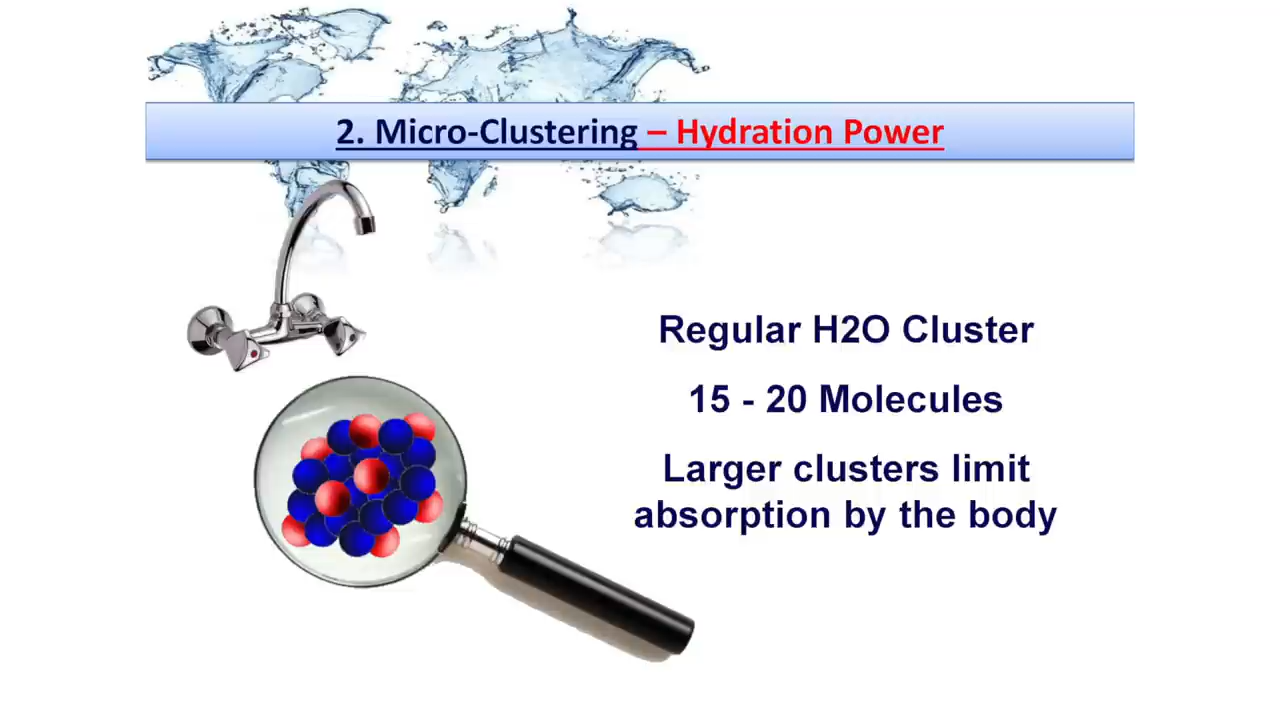 2. Micro-Clustering – Hydration Power
Regular H2O Cluster
15 - 20 Molecules
Larger clusters limit
absorption by the body